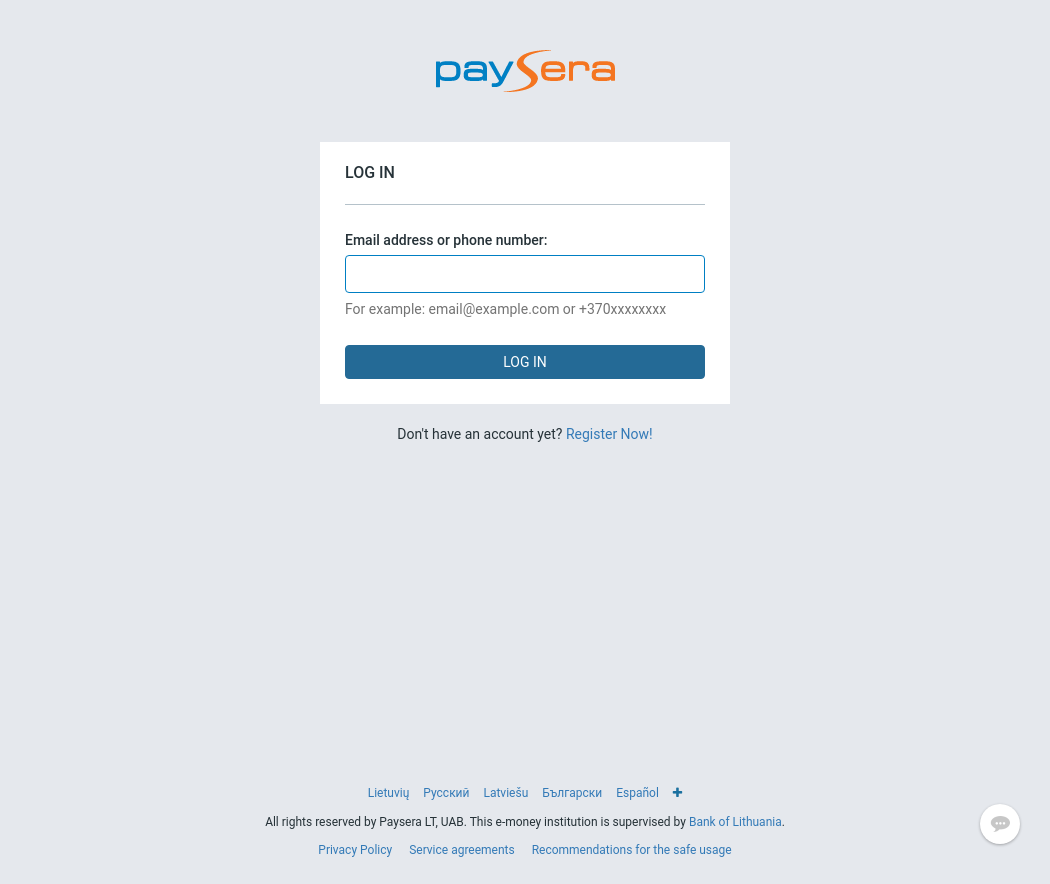 paysera
LOG IN
Email address or phone number:
For example: email@example.com or +370xxxxxxxx
LOG IN
Don't have an account yet? Register Now!
Lietuvių Русский Latviešu Български Español +
All rights reserved by Paysera LT, UAB. This e-money institution is supervised by Bank of Lithuania.
Privacy Policy Service agreements Recommendations for the safe usage